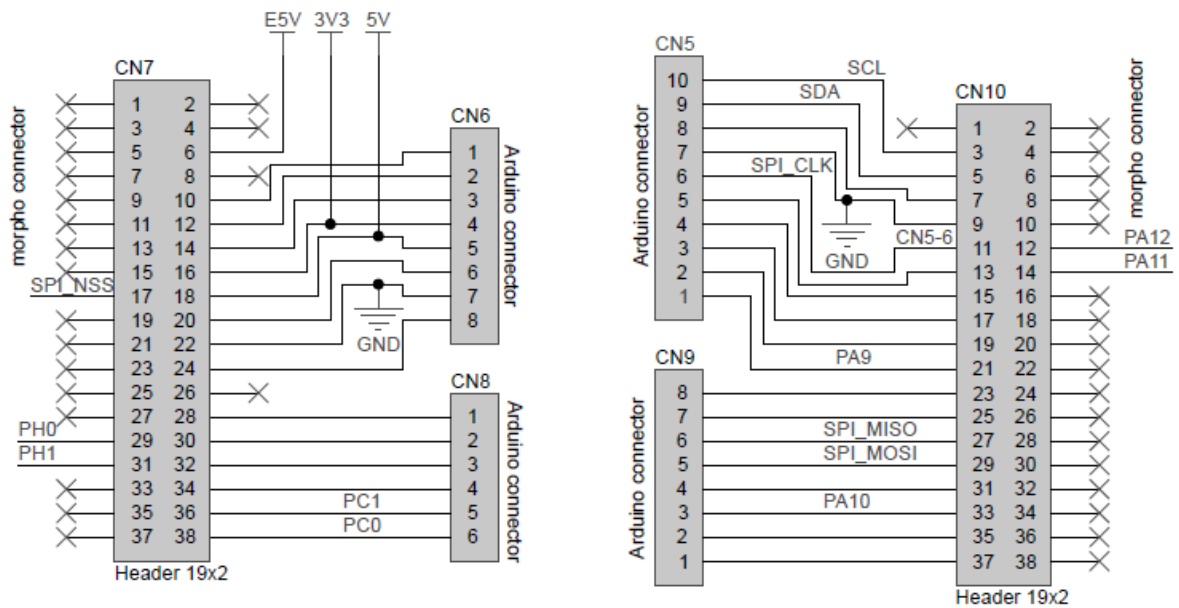 E5V 3V3 5V
CN7
morpho connector
1 2
3 4
5 6
7 8
9 10
11 12
13 14
15 16
17 18
19 20
21 22
23 24
25 26
27 28
29 30
31 32
33 34
35 36
37 38
Header 19x2
SPI_NSS
PH0
PH1
GND
CN6
1
2
3
4
5
6
7
8
Arduino connector
CN8
1
2
3
4
5
6
Arduino connector
PC1
PC0
CN5
Arduino connector
10
9
8
7
6
5
4
3
2
1
SCL
SDA
SPI_CLK
GND
CN5-6
PA9
CN9
Arduino connector
8
7
6
5
4
3
2
1
SPI_MISO
SPI_MOSI
PA10
CN10
morpho connector
1 2
3 4
5 6
7 8
9 10
11 12
13 14
15 16
17 18
19 20
21 22
23 24
25 26
27 28
29 30
31 32
33 34
35 36
37 38
Header 19x2
PA12
PA11